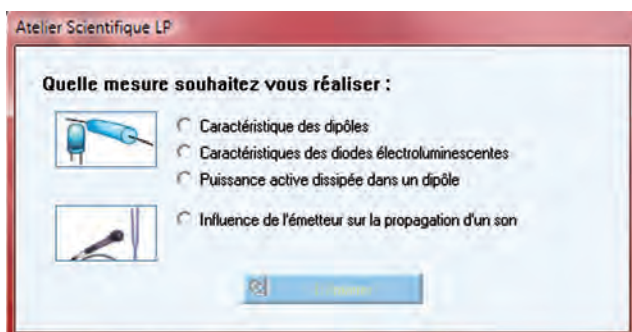 Atelier Scientifique LP
Quelle mesure souhaitez vous réaliser :
Caractéristique des dipôles
Caractéristiques des diodes électroluminescentes
Puissance active dissipée dans un dipôle
Influence de l'émetteur sur la propagation d'un son